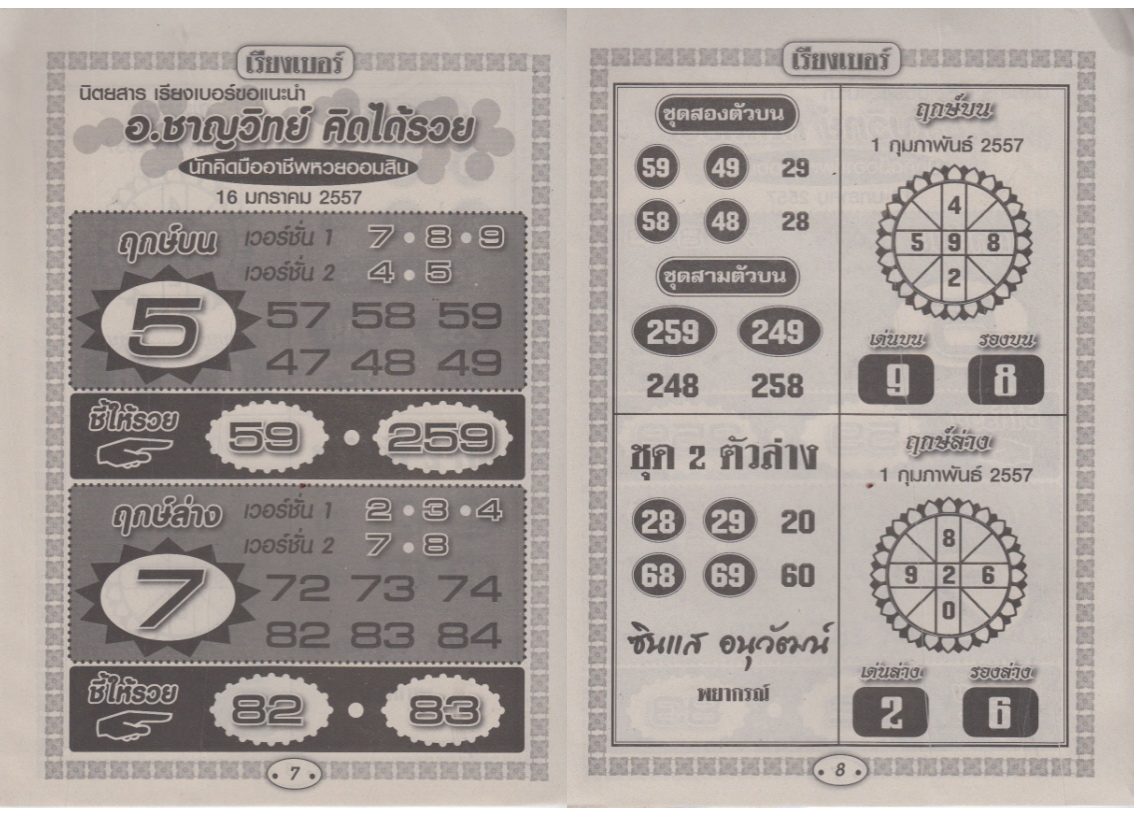 เรียงเบอร์
นิตยสาร เรียงเบอร์ขอแนะนำ
อ.ชาญวิทย์ คิดได้รวย
นักคิดมืออาชีพหวยออมสิน
16 มกราคม 2557
ฤกษ์บน เวอร์ชั่น 1 7 • 8 • 9
เวอร์ชั่น 2 4 • 5
5
57 58 59
47 48 49
ชี้ให้รวย 59 • 259
ฤกษ์ล่าง เวอร์ชั่น 1 2 • 3 • 4
เวอร์ชั่น 2 7 • 8
7
72 73 74
82 83 84
ชี้ให้รวย 82 • 83
• 7 •
เรียงเบอร์
ชุดสองตัวบน
59 49 29
58 48 28
ชุดสามตัวบน
259 249
248 258
ฤกษ์บน
1 กุมภาพันธ์ 2557
4
5 9 8
2
เด่นบน รองบน
9 8
ชุด 2 ตัวล่าง
28 29 20
68 69 60
ซินแส อนุวัฒน์
พยากรณ์
ฤกษ์ล่าง
1 กุมภาพันธ์ 2557
8
9 2 6
0
เด่นล่าง รองล่าง
2 6
• 8 •